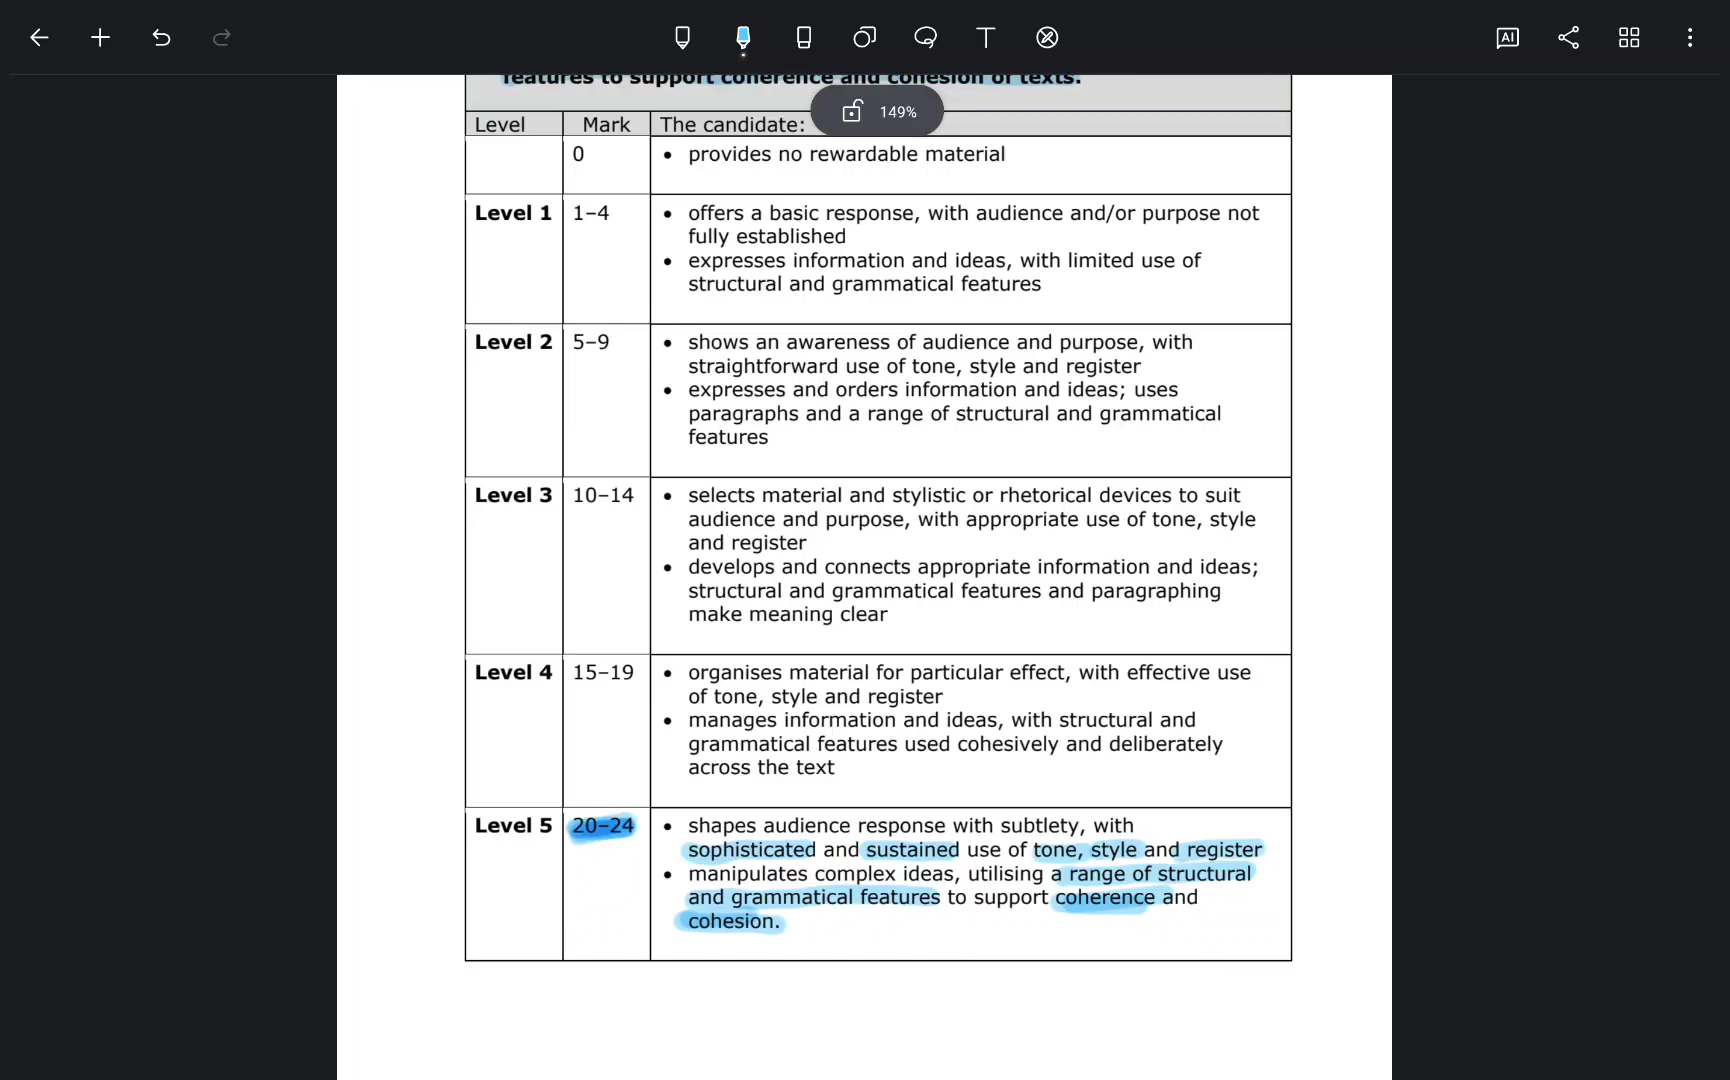 AI
features to support coherence and cohesion of texts.
149%
Level Mark The candidate:
0 • provides no rewardable material
Level 1 1–4 • offers a basic response, with audience and/or purpose not
fully established
• expresses information and ideas, with limited use of
structural and grammatical features
Level 2 5–9 • shows an awareness of audience and purpose, with
straightforward use of tone, style and register
• expresses and orders information and ideas; uses
paragraphs and a range of structural and grammatical
features
Level 3 10–14 • selects material and stylistic or rhetorical devices to suit
audience and purpose, with appropriate use of tone, style
and register
• develops and connects appropriate information and ideas;
structural and grammatical features and paragraphing
make meaning clear
Level 4 15–19 • organises material for particular effect, with effective use
of tone, style and register
• manages information and ideas, with structural and
grammatical features used cohesively and deliberately
across the text
Level 5 20–24 • shapes audience response with subtlety, with
sophisticated and sustained use of tone, style and register
• manipulates complex ideas, utilising a range of structural
and grammatical features to support coherence and
cohesion.